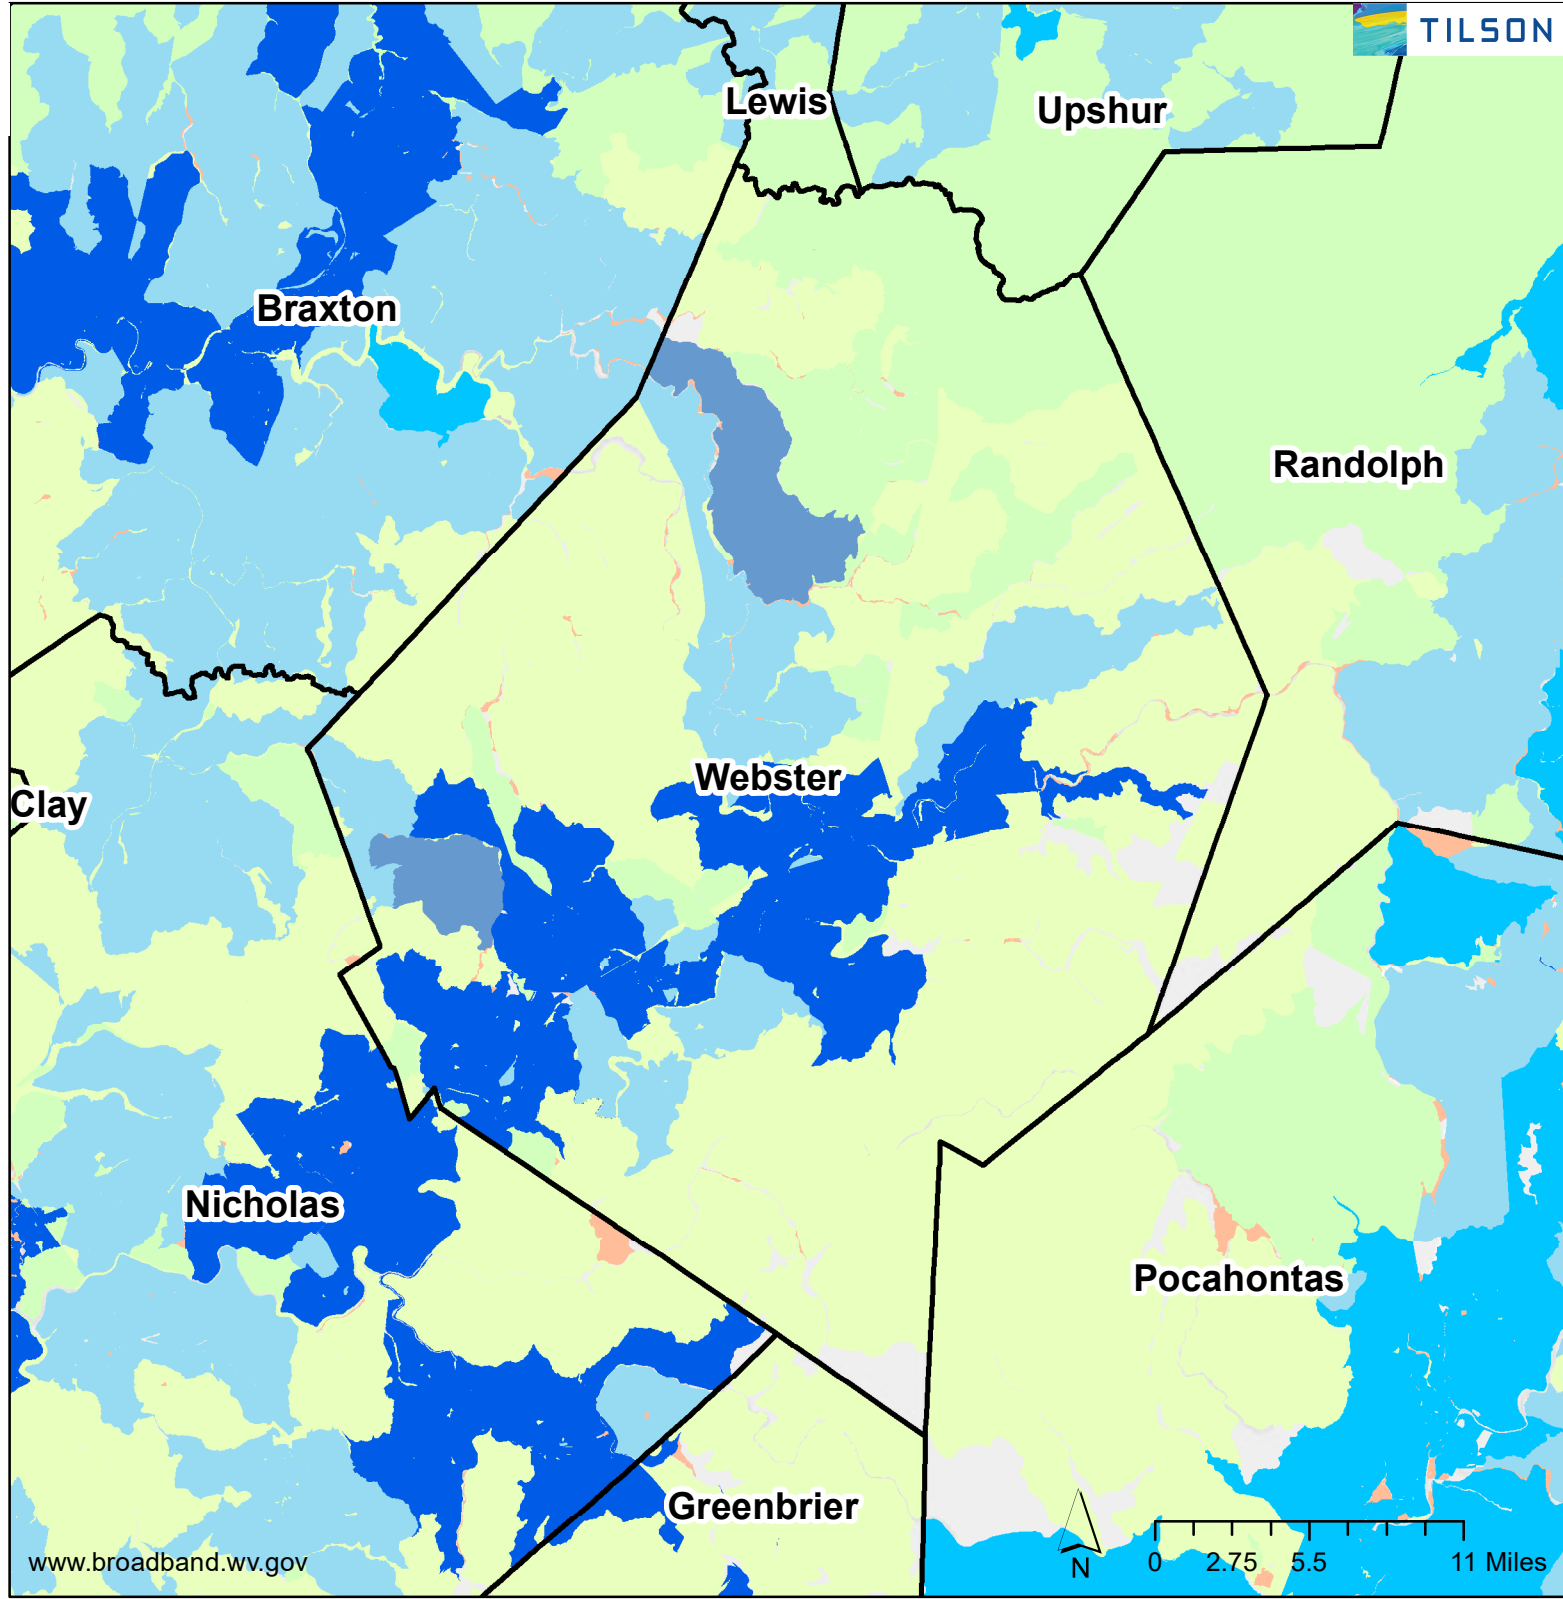 TILSON
Lewis
Upshur
Braxton
Randolph
Webster
Clay
Nicholas
Pocahontas
Greenbrier
www.broadband.wv.gov
N
0 2.75 5.5 11 Miles